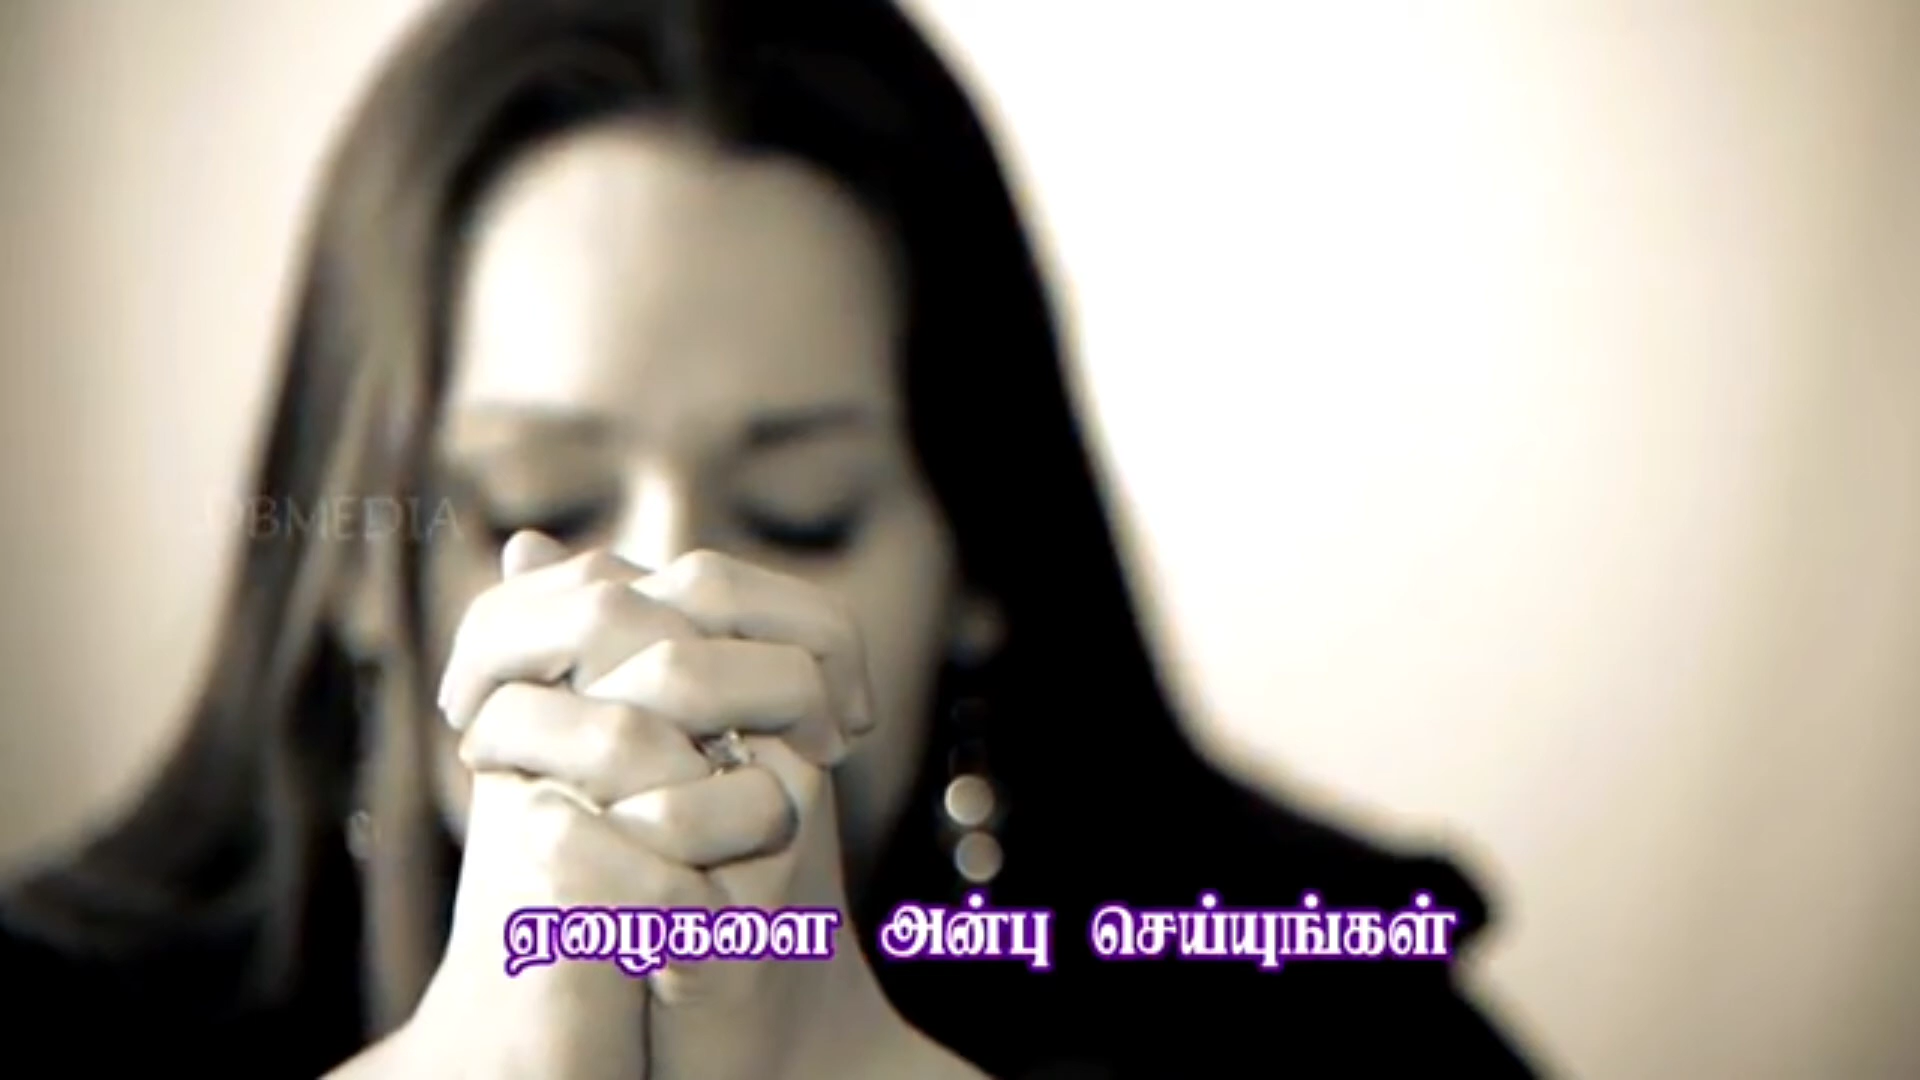 ஏழைகளை அன்பு செய்யுங்கள்